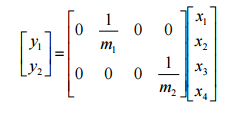 [y₁ y₂] = [0 1/m₁ 0 0; 0 0 0 1/m₂] [x₁ x₂ x₃ x₄]